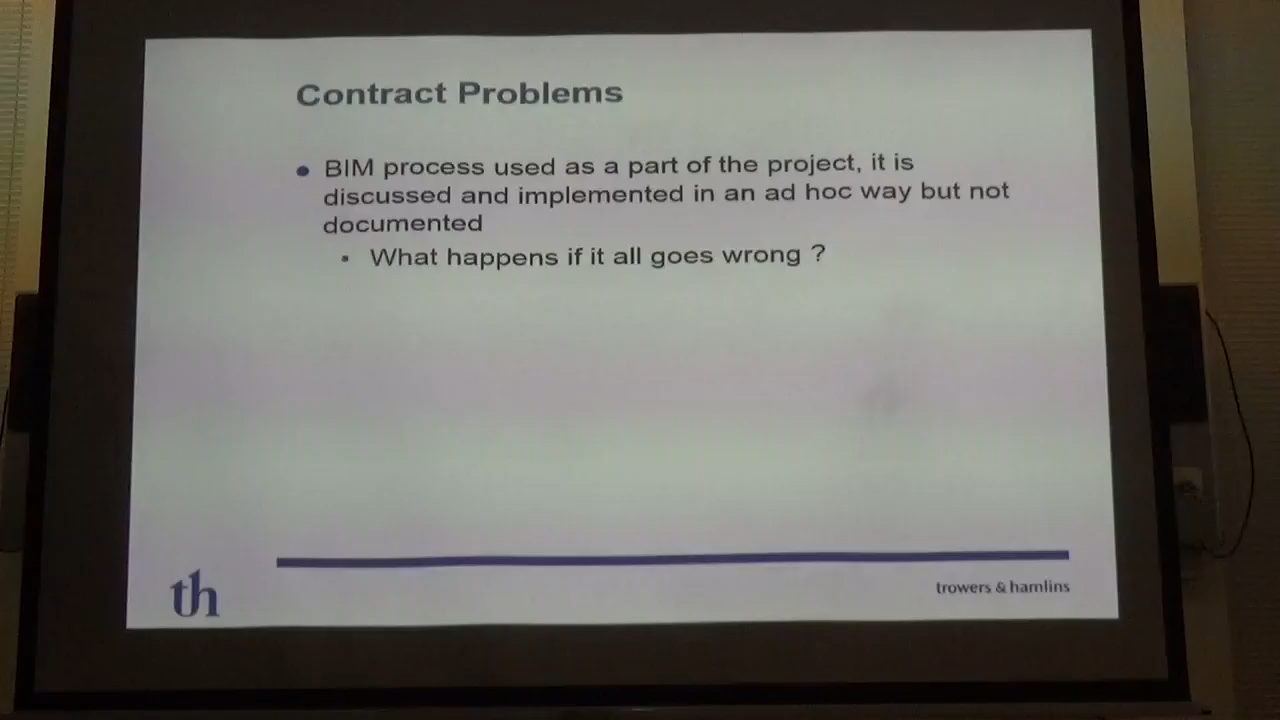 Contract Problems
BIM process used as a part of the project, it is
discussed and implemented in an ad hoc way but not
documented
What happens if it all goes wrong ?
th
trowers & hamlins